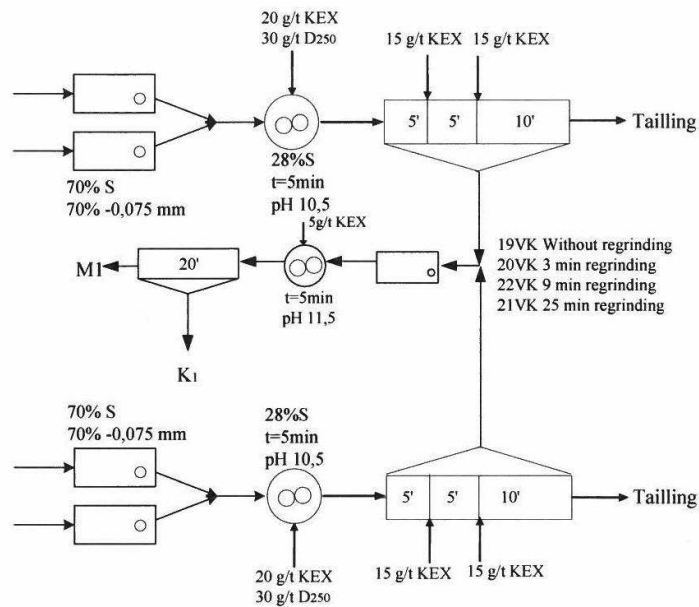 20 g/t KEX
30 g/t D250
15 g/t KEX
15 g/t KEX
5'
5'
10'
Tailling
70% S
70% -0,075 mm
28%S
t=5min
pH 10,5
5g/t KEX
19VK Without regrinding
20VK 3 min regrinding
22VK 9 min regrinding
21VK 25 min regrinding
M1
20'
t=5min
pH 11,5
K1
70% S
70% -0,075 mm
28%S
t=5min
pH 10,5
5'
5'
10'
Tailling
15 g/t KEX
15 g/t KEX
20 g/t KEX
30 g/t D250